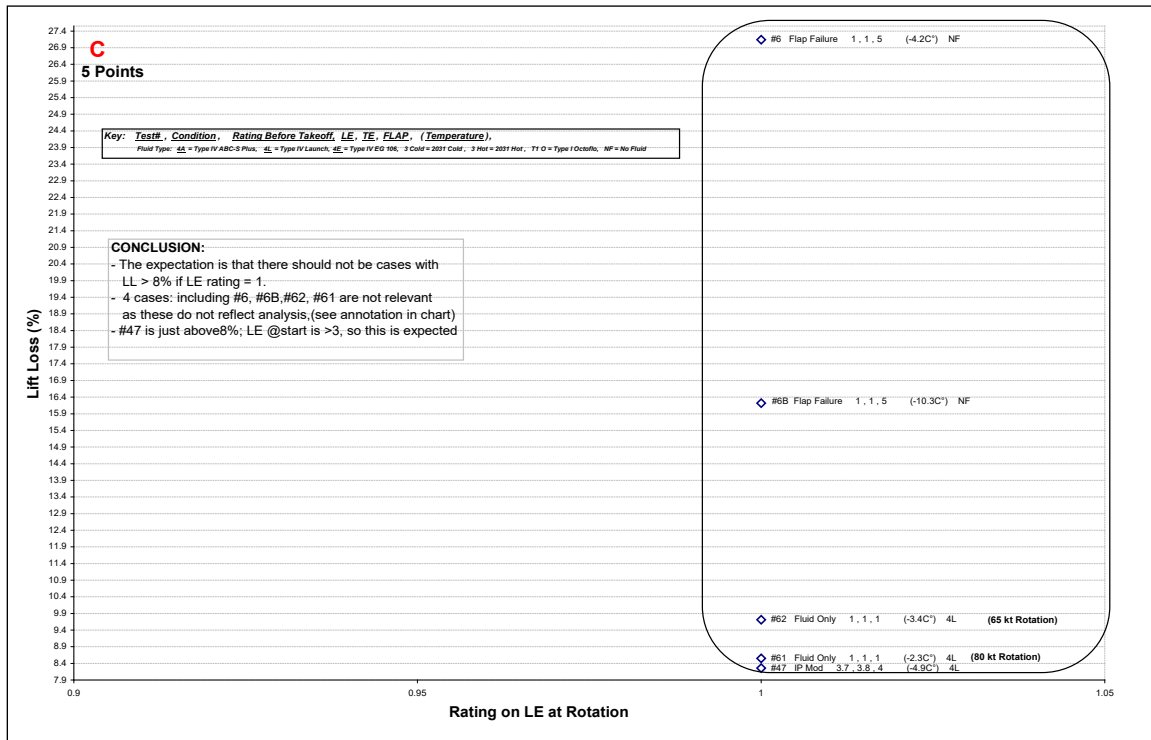 C
5 Points
Key: Test# , Condition , Rating Before Takeoff, LE , TE , FLAP , ( Temperature ) ,
Fluid Type: 4A = Type IV ABC-S Plus, 4L = Type IV Launch, 4E = Type IV EG 106, 3 Cold = 2031 Cold , 3 Hot = 2031 Hot , T1 O = Type I Octoflo, NF = No Fluid
CONCLUSION:
- The expectation is that there should not be cases with
LL > 8% if LE rating = 1.
- 4 cases: including #6, #6B,#62, #61 are not relevant
as these do not reflect analysis,(see annotation in chart)
- #47 is just above8%; LE @start is >3, so this is expected
#6 Flap Failure 1 , 1 , 5 (-4.2C°) NF
#6B Flap Failure 1 , 1 , 5 (-10.3C°) NF
#62 Fluid Only 1 , 1 , 1 (-3.4C°) 4L (65 kt Rotation)
#61 Fluid Only 1 , 1 , 1 (-2.3C°) 4L (80 kt Rotation)
#47 IP Mod 3.7 , 3.8 , 4 (-4.9C°) 4L
Lift Loss (%)
27.4
26.9
26.4
25.9
25.4
24.9
24.4
23.9
23.4
22.9
22.4
21.9
21.4
20.9
20.4
19.9
19.4
18.9
18.4
17.9
17.4
16.9
16.4
15.9
15.4
14.9
14.4
13.9
13.4
12.9
12.4
11.9
11.4
10.9
10.4
9.9
9.4
8.9
8.4
7.9
0.9 0.95 1 1.05
Rating on LE at Rotation